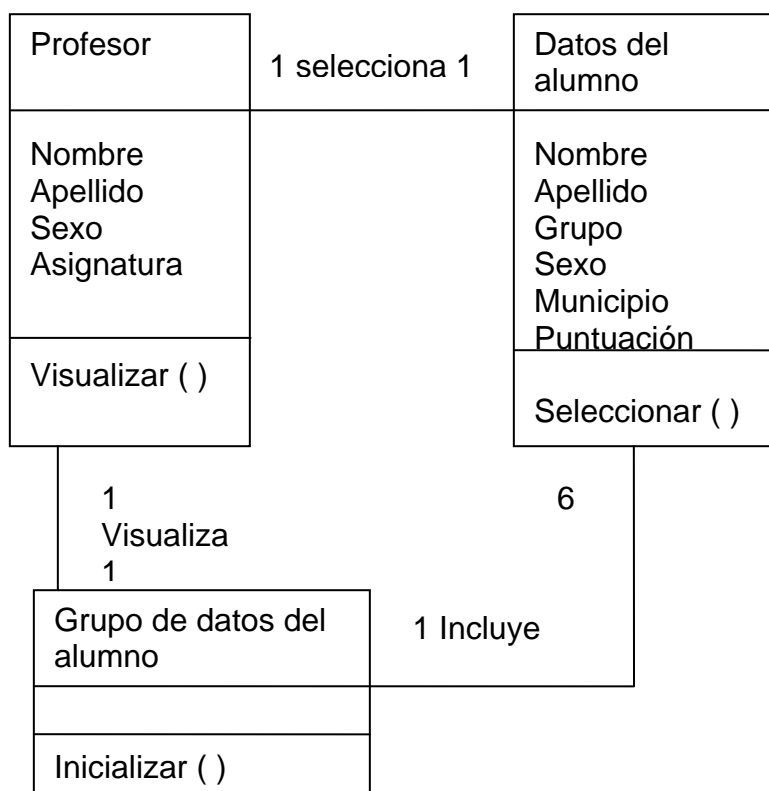 Profesor
1 selecciona 1
Datos del
alumno
Nombre
Apellido
Sexo
Asignatura
Nombre
Apellido
Grupo
Sexo
Municipio
Puntuación
Visualizar ( )
Seleccionar ( )
1
Visualiza
1
6
Grupo de datos del
alumno
1 Incluye
Inicializar ( )